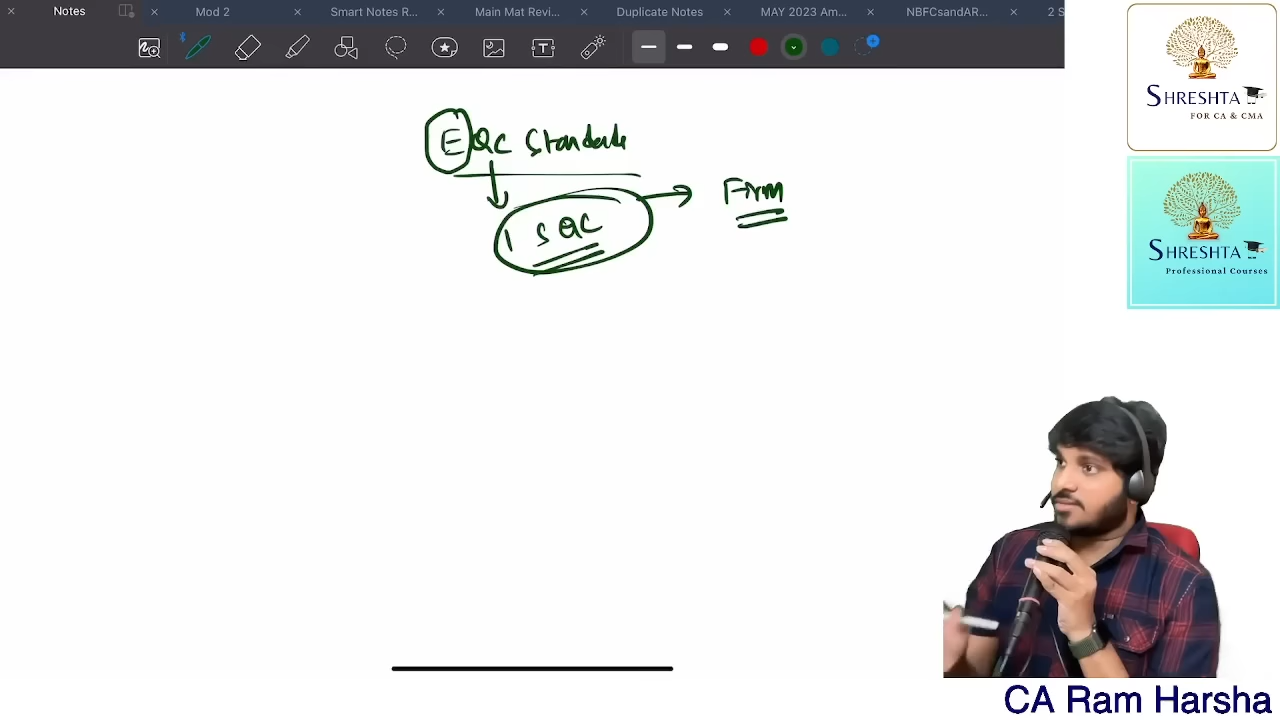 Notes
Mod 2
Smart Notes R...
Main Mat Revi...
Duplicate Notes
MAY 2023 Am...
NBFCsandAR...
2 S
EQC Standards
Firm
SQC
SHRESHTA
FOR CA & CMA
SHRESHTA
Professional Courses
CA Ram Harsha